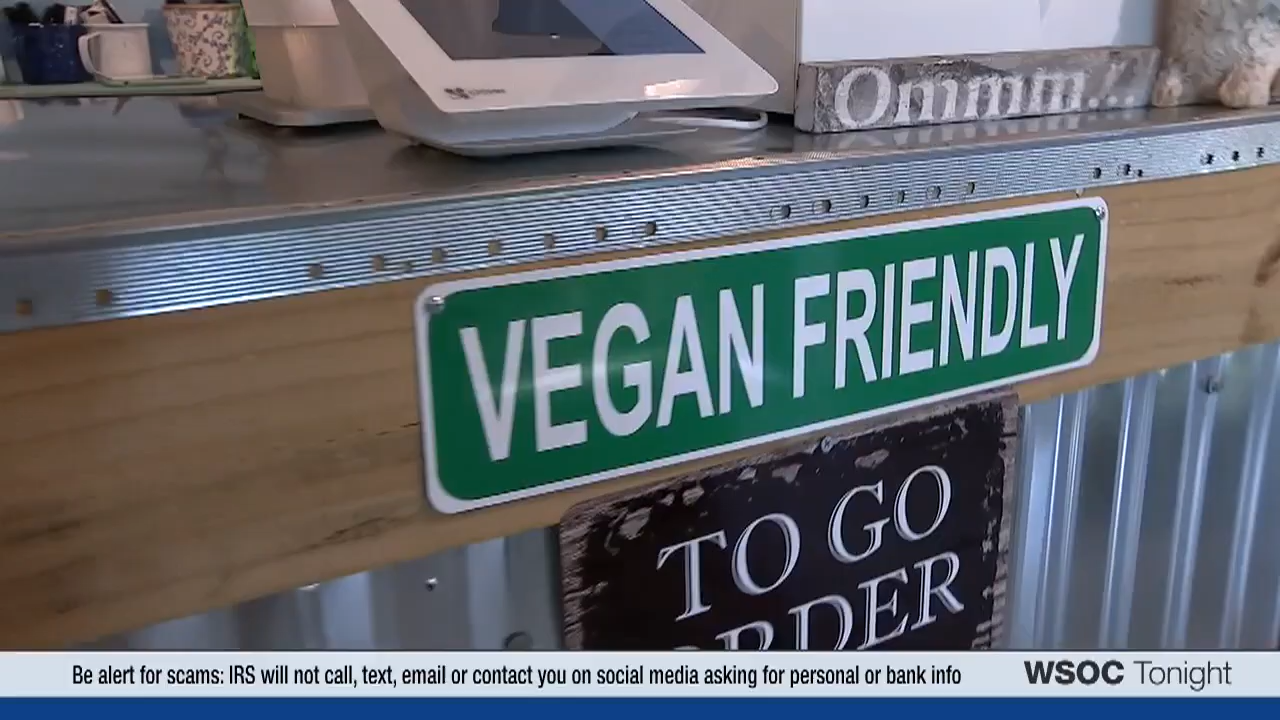 Ommm...
VEGAN FRIENDLY
TO GO
ORDER
Be alert for scams: IRS will not call, text, email or contact you on social media asking for personal or bank info
WSOC Tonight